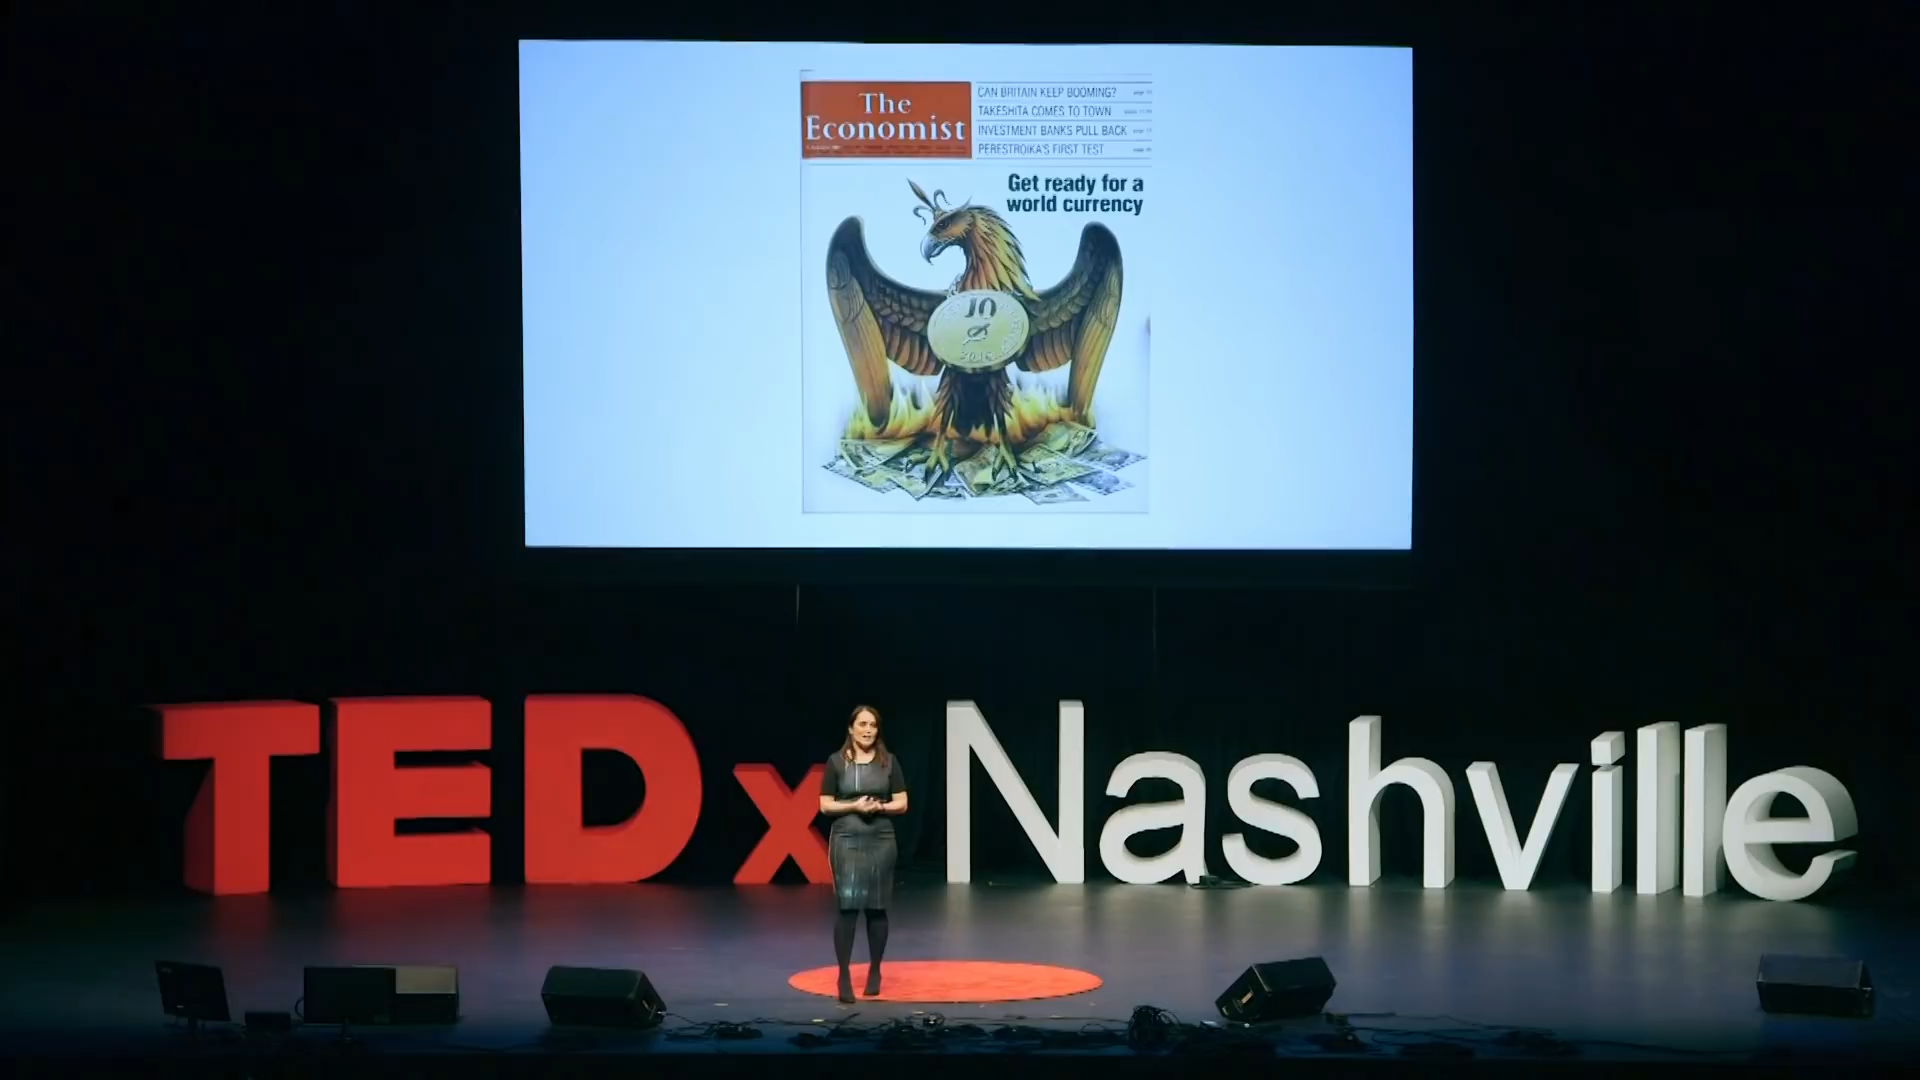 The
Economist
CAN BRITAIN KEEP BOOMING?
TAKESHITA COMES TO TOWN
INVESTMENT BANKS PULL BACK
PERESTROIKA'S FIRST TEST
Get ready for a
world currency
10
TEDx Nashville